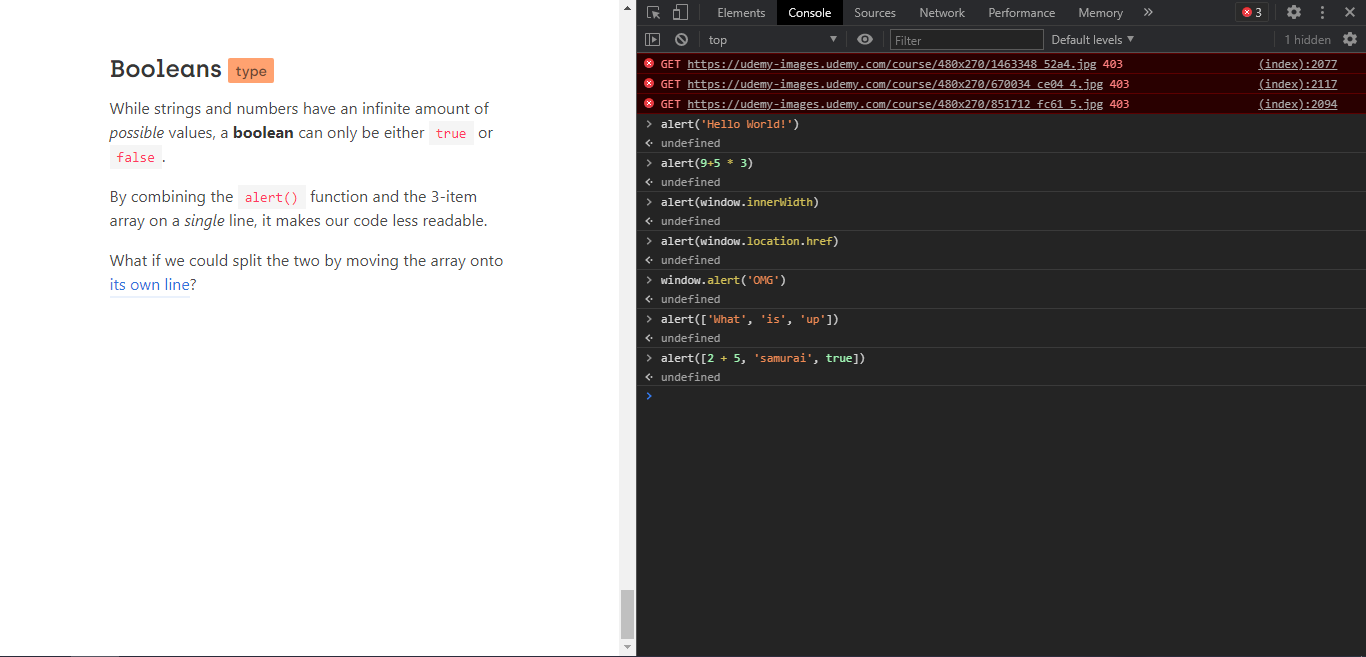 Booleans type
While strings and numbers have an infinite amount of
possible values, a boolean can only be either true or
false .
By combining the alert() function and the 3-item
array on a single line, it makes our code less readable.
What if we could split the two by moving the array onto
its own line?
Elements Console Sources Network Performance Memory » 3
top Filter Default levels 1 hidden
GET https://udemy-images.udemy.com/course/480x270/1463348_52a4.jpg 403 (index):2077
GET https://udemy-images.udemy.com/course/480x270/670034_ce04_4.jpg 403 (index):2117
GET https://udemy-images.udemy.com/course/480x270/851712_fc61_5.jpg 403 (index):2094
> alert('Hello World!')
undefined
> alert(9+5 * 3)
undefined
> alert(window.innerWidth)
undefined
> alert(window.location.href)
undefined
> window.alert('OMG')
undefined
> alert(['What', 'is', 'up'])
undefined
> alert([2 + 5, 'samurai', true])
undefined
>